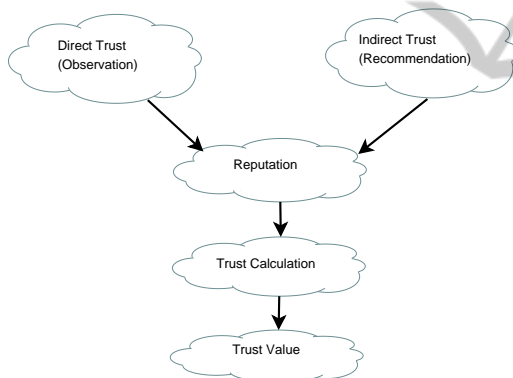 Direct Trust
(Observation)
Indirect Trust
(Recommendation)
Reputation
Trust Calculation
Trust Value